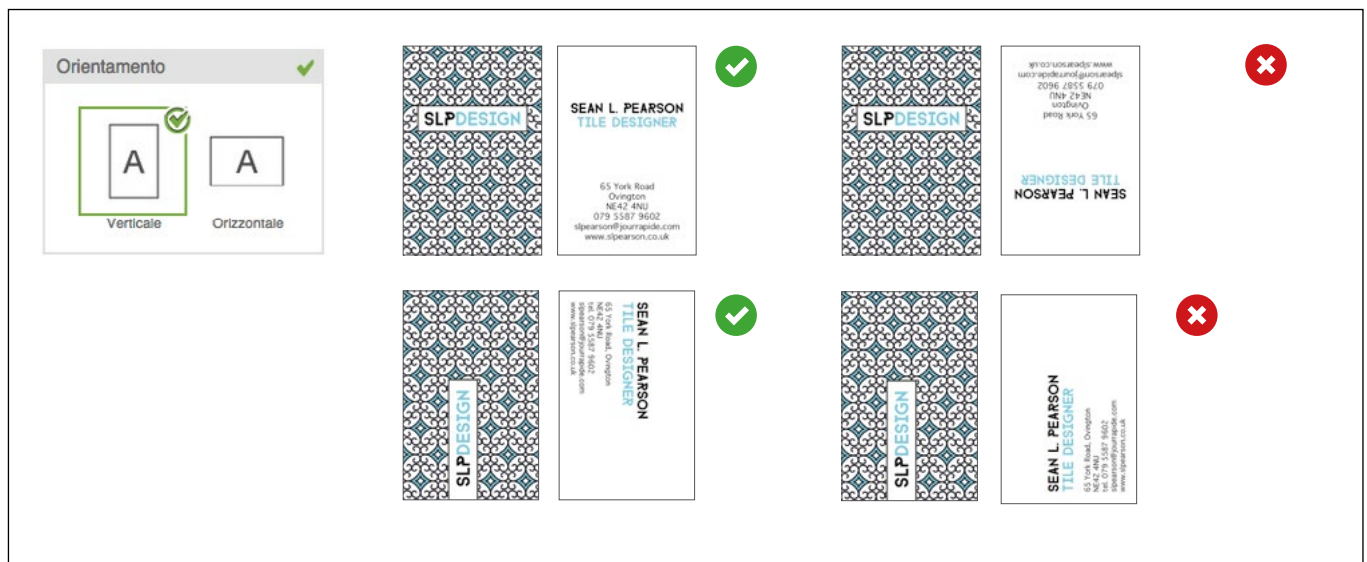 Orientamento
A
A
Verticale
Orizzontale
SLPDESIGN
SEAN L. PEARSON
TILE DESIGNER
65 York Road
Ovington
NE42 4NU
079 5587 9602
slpearson@jourrapide.com
www.slpearson.co.uk
SLPDESIGN
SEAN L. PEARSON
TILE DESIGNER
65 York Road
Ovington
NE42 4NU
079 5587 9602
slpearson@jourrapide.com
www.slpearson.co.uk
SLPDESIGN
SEAN L. PEARSON
TILE DESIGNER
65 York Road, Ovington
NE42 4NU
tel. 079 5587 9602
slpearson@jourrapide.com
www.slpearson.co.uk
SLPDESIGN
SEAN L. PEARSON
TILE DESIGNER
65 York Road, Ovington
NE42 4NU
tel. 079 5587 9602
slpearson@jourrapide.com
www.slpearson.co.uk